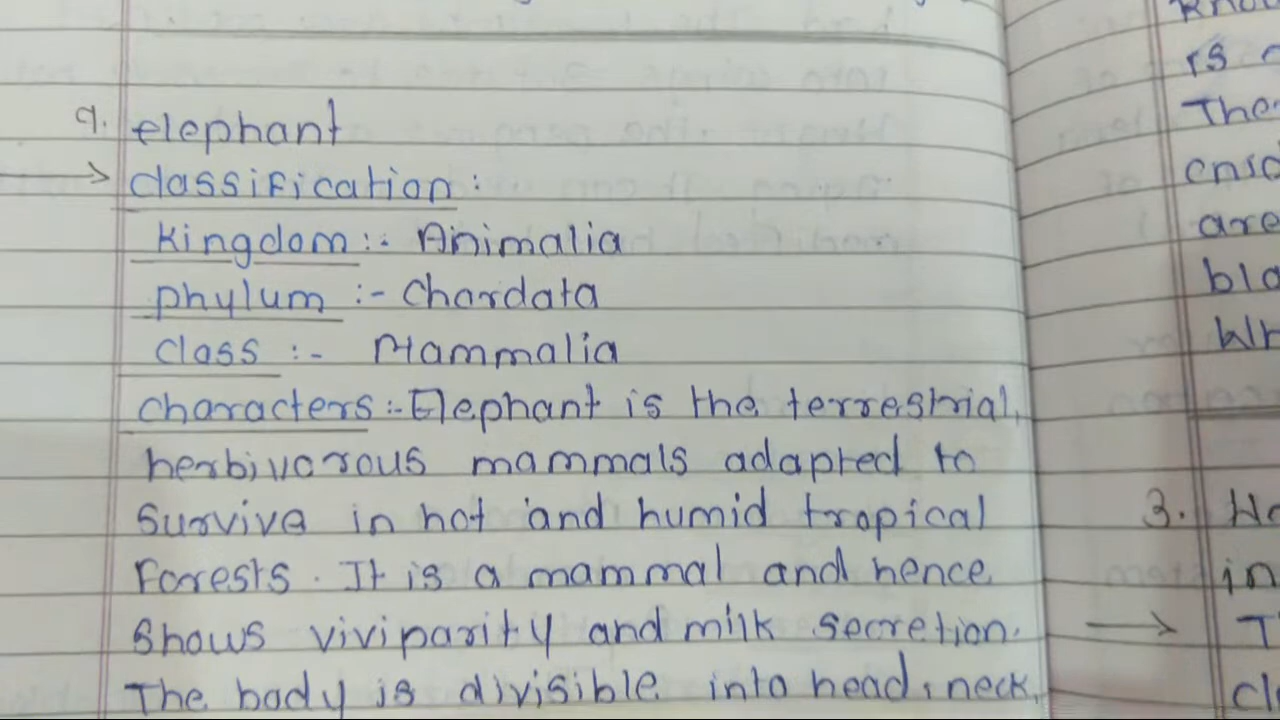 9. elephant
→ classification:
Kingdom :- Animalia
phylum :- Chordata
class :- Mammalia
characters :- Elephant is the terrestrial,
herbivorous mammals adapted to
survive in hot and humid tropical
forests. It is a mammal and hence
shows viviparity and milk secretion.
The body is divisible into head, neck,
is
The
are
3.
in
→